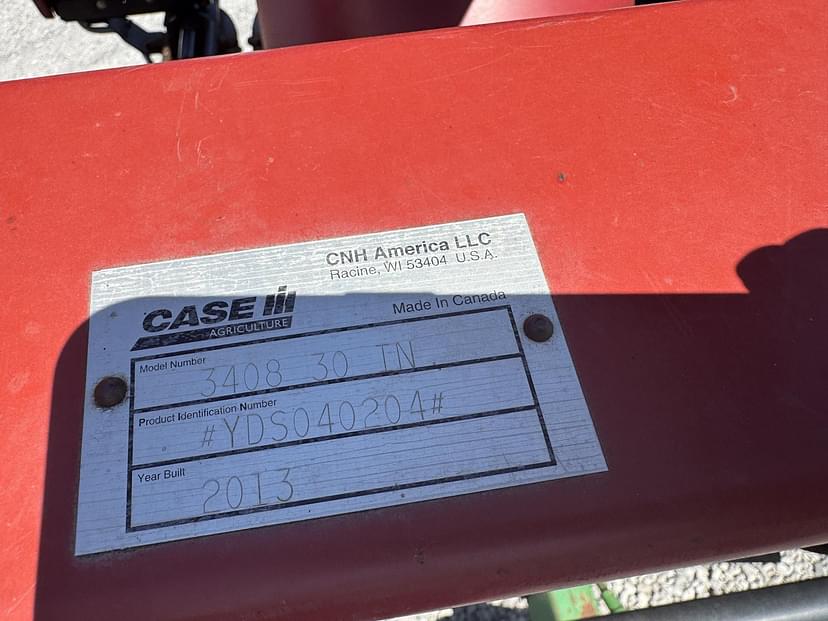 CNH America LLC
Racine, WI 53404 U.S.A.
CASE IH
AGRICULTURE
Made In Canada
Model Number
3408 30 IN
Product Identification Number
#YDS040204#
Year Built
2013